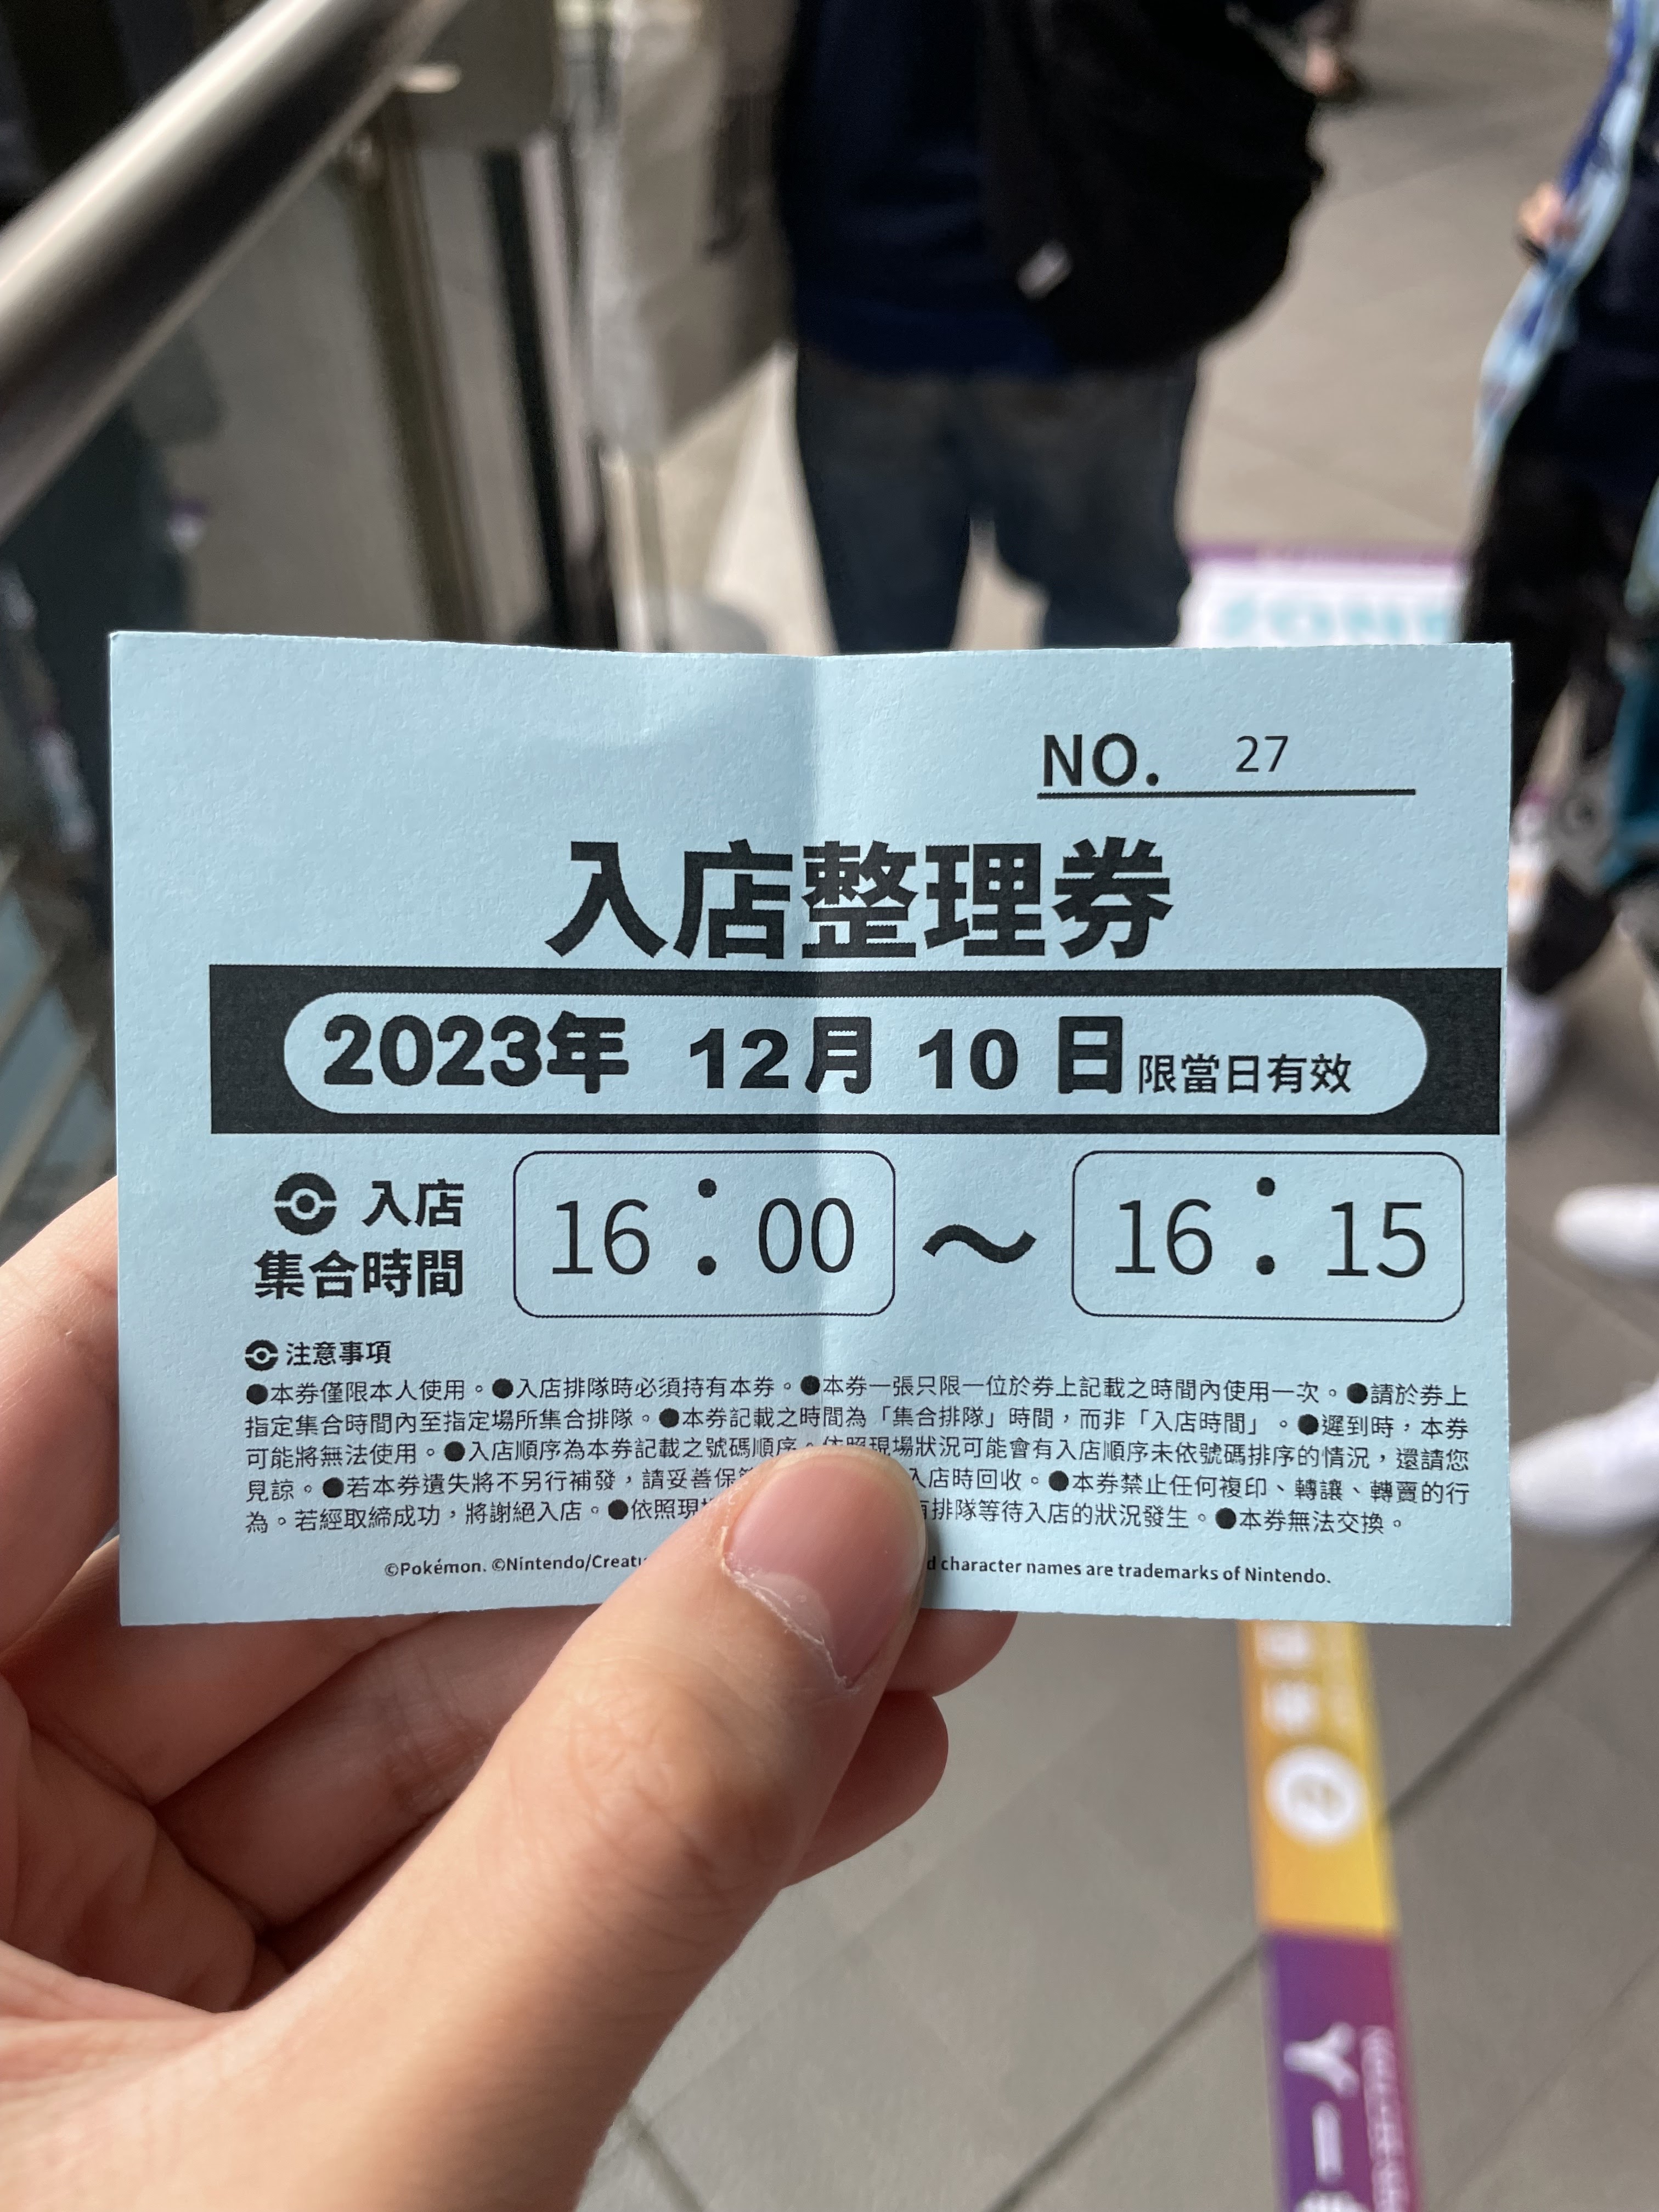 NO. 27
入店整理券
2023年 12月 10 日限當日有效
入店
集合時間
16:00 ～ 16:15
注意事項
●本券僅限本人使用。●入店排隊時必須持有本券。●本券一張只限一位於券上記載之時間內使用一次。●請於券上
指定集合時間內至指定場所集合排隊。●本券記載之時間為「集合排隊」時間，而非「入店時間」。●遲到時，本券
可能將無法使用。●入店順序為本券記載之號碼順序。依照現場狀況可能會有入店順序未依號碼排序的情況，還請您
見諒。●若本券遺失將不另行補發，請妥善保 入店時回收。●本券禁止任何複印、轉讓、轉賣的行
為。若經取締成功，將謝絕入店。●依照現 排隊等待入店的狀況發生。●本券無法交換。
©Pokémon. ©Nintendo/ character names are trademarks of Nintendo.